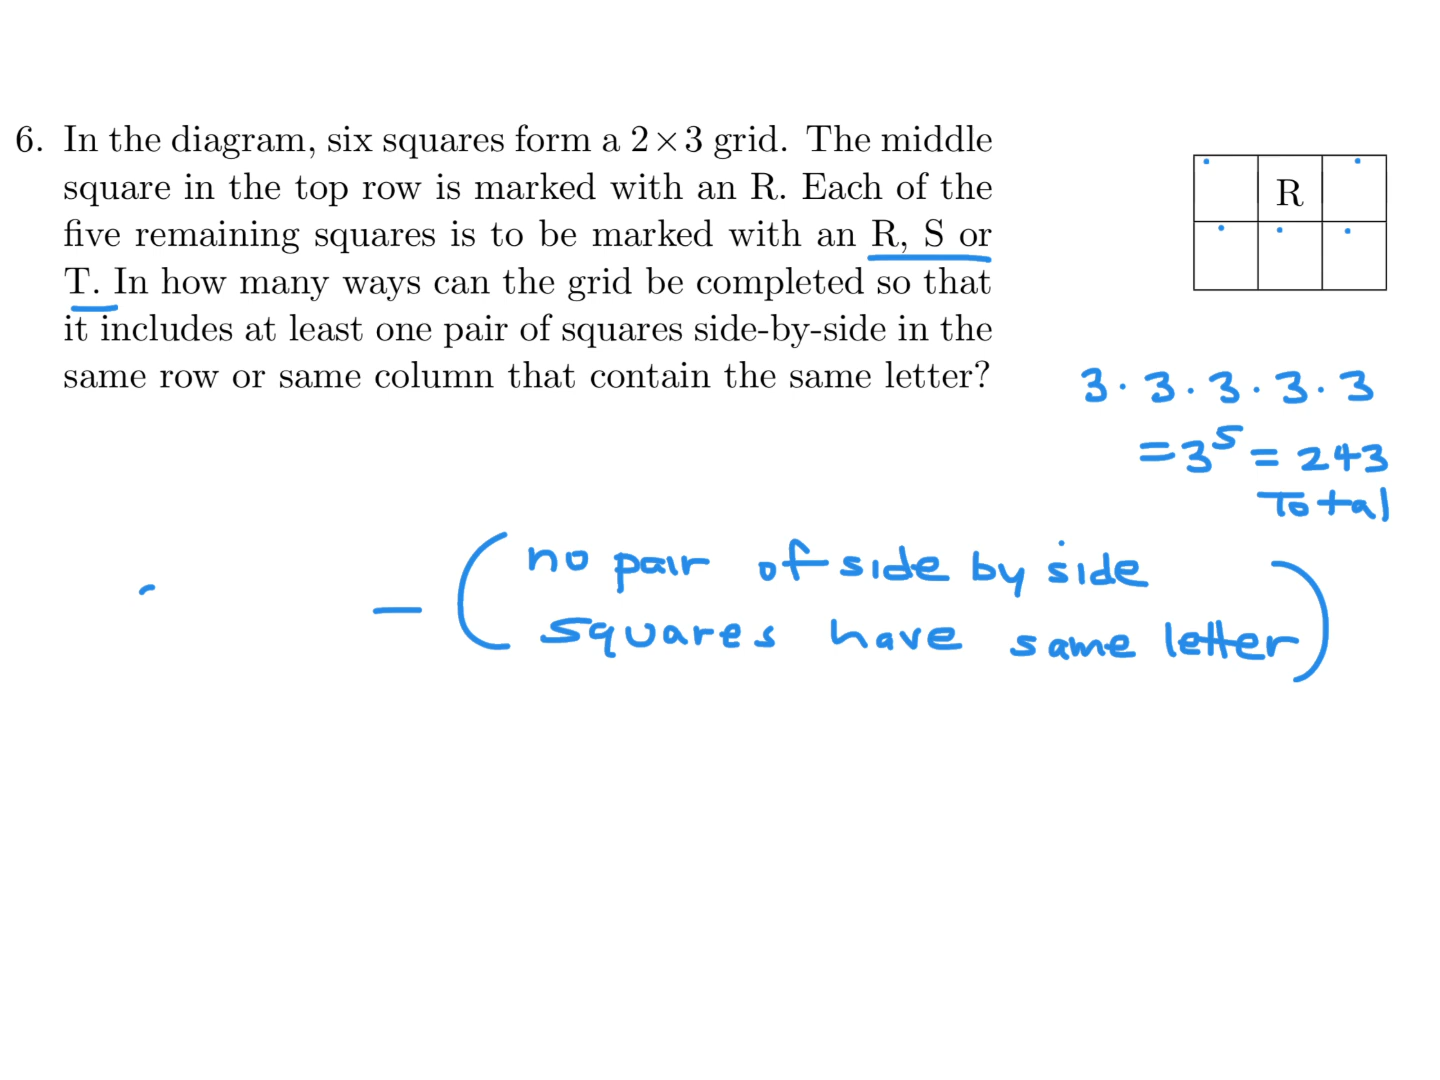 6. In the diagram, six squares form a 2×3 grid. The middle
square in the top row is marked with an R. Each of the
five remaining squares is to be marked with an R, S or
T. In how many ways can the grid be completed so that
it includes at least one pair of squares side-by-side in the
same row or same column that contain the same letter?
R
3 · 3 · 3 · 3 · 3
= 3⁵ = 243
Total
− ( no pair of side by side
squares have same letter )